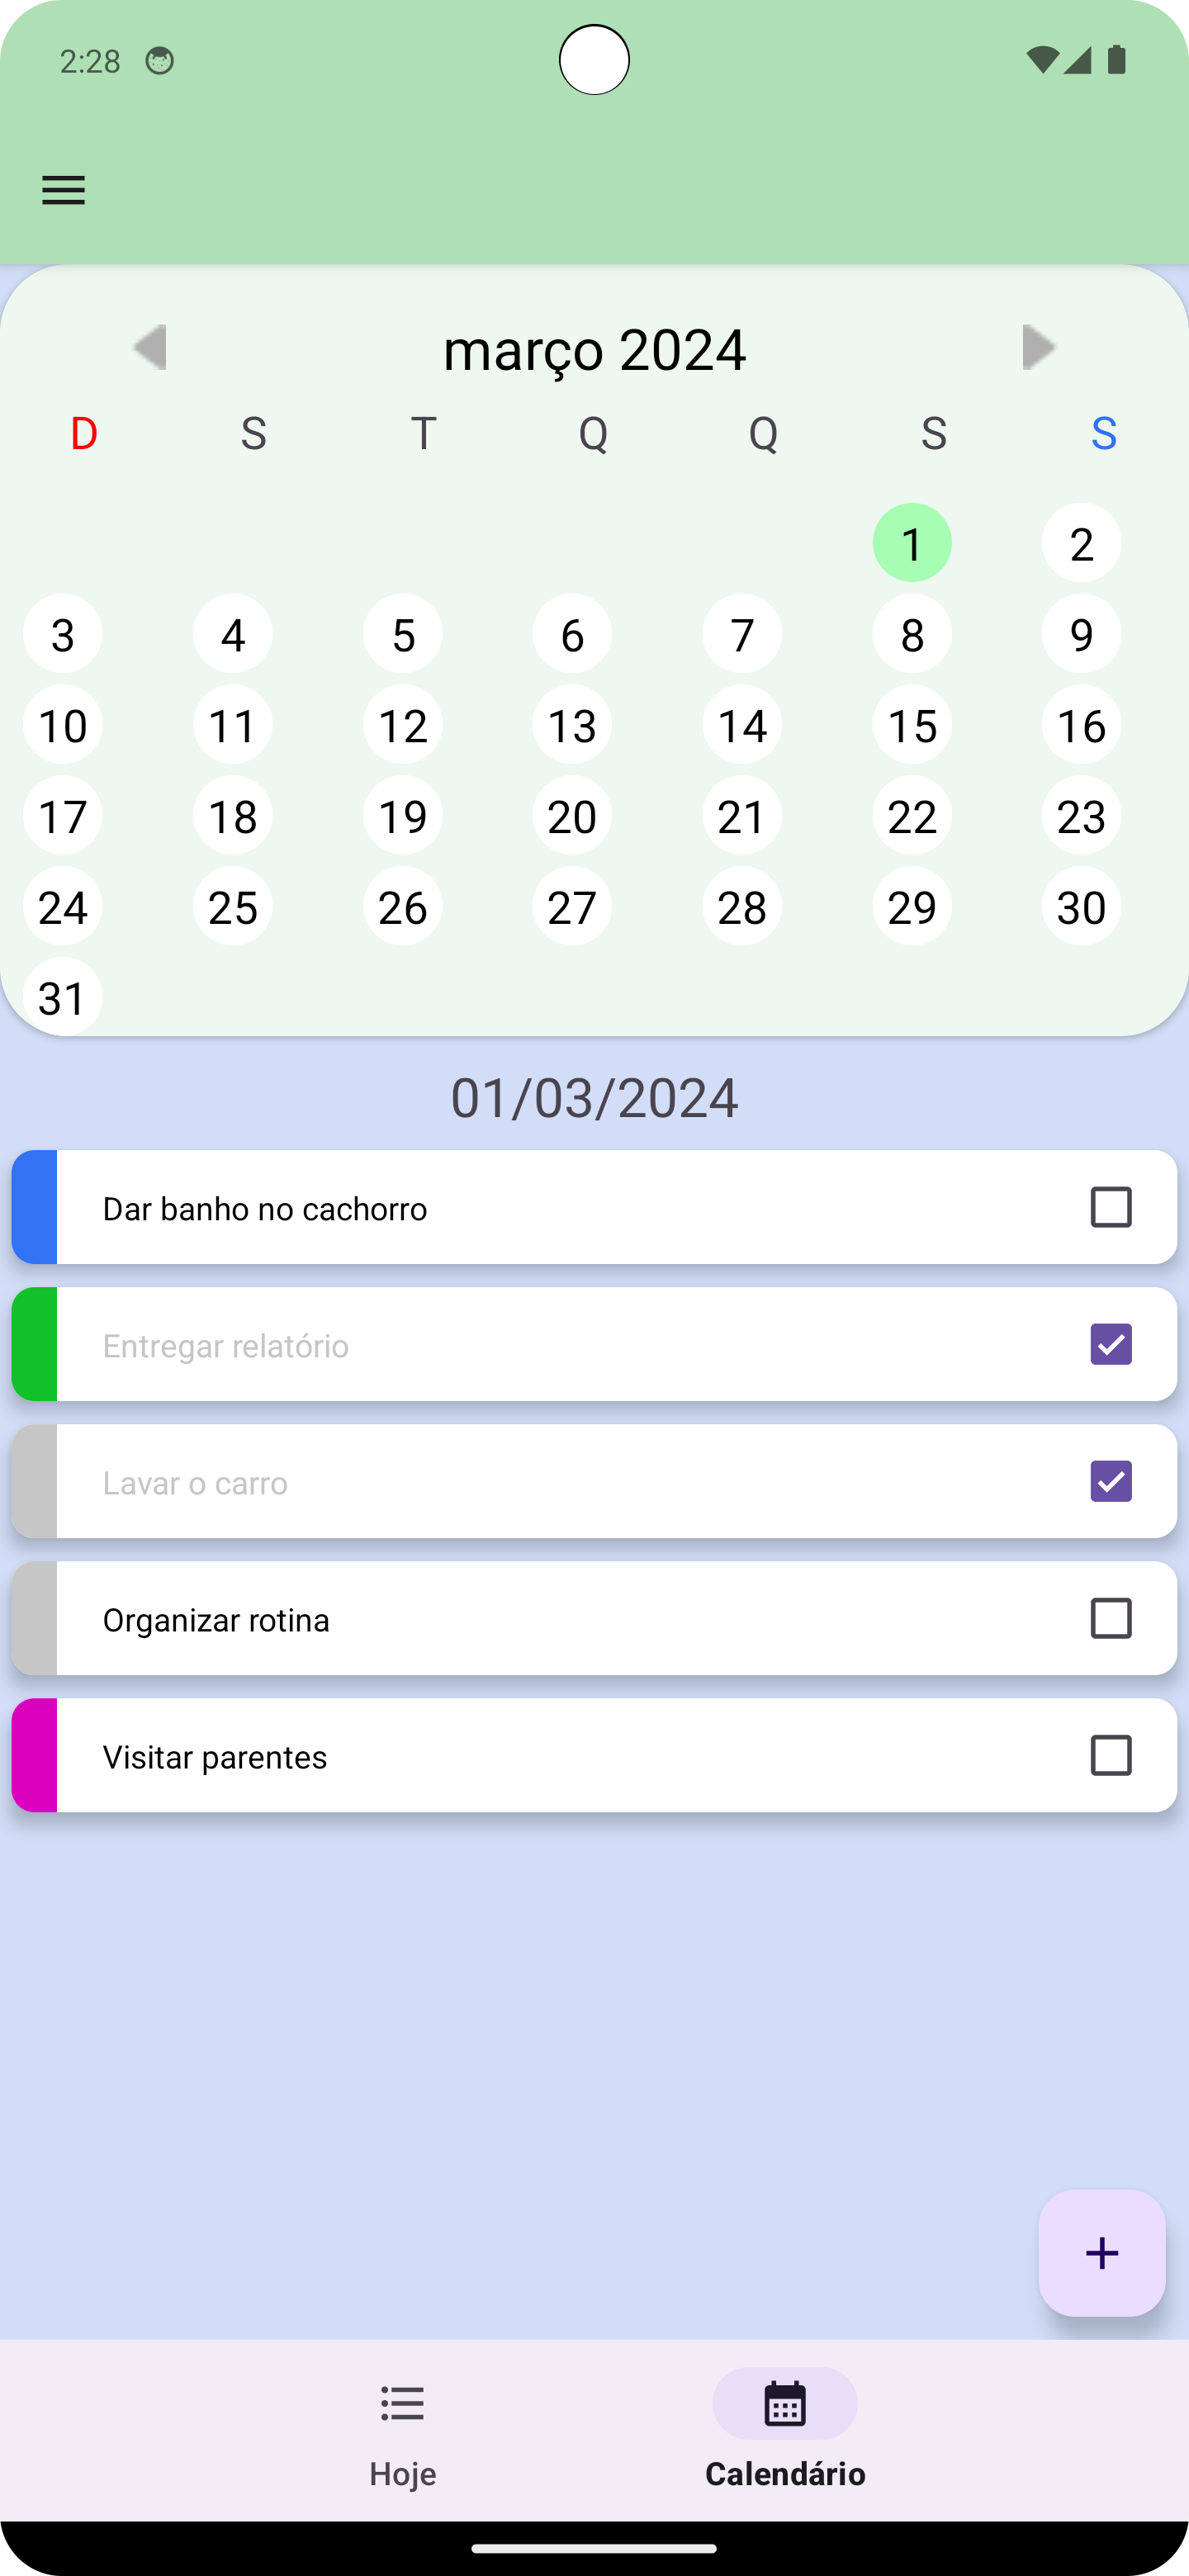 2:28
março 2024
D S T Q Q S S
1 2
3 4 5 6 7 8 9
10 11 12 13 14 15 16
17 18 19 20 21 22 23
24 25 26 27 28 29 30
31
01/03/2024
Dar banho no cachorro
Entregar relatório
Lavar o carro
Organizar rotina
Visitar parentes
+
Hoje Calendário